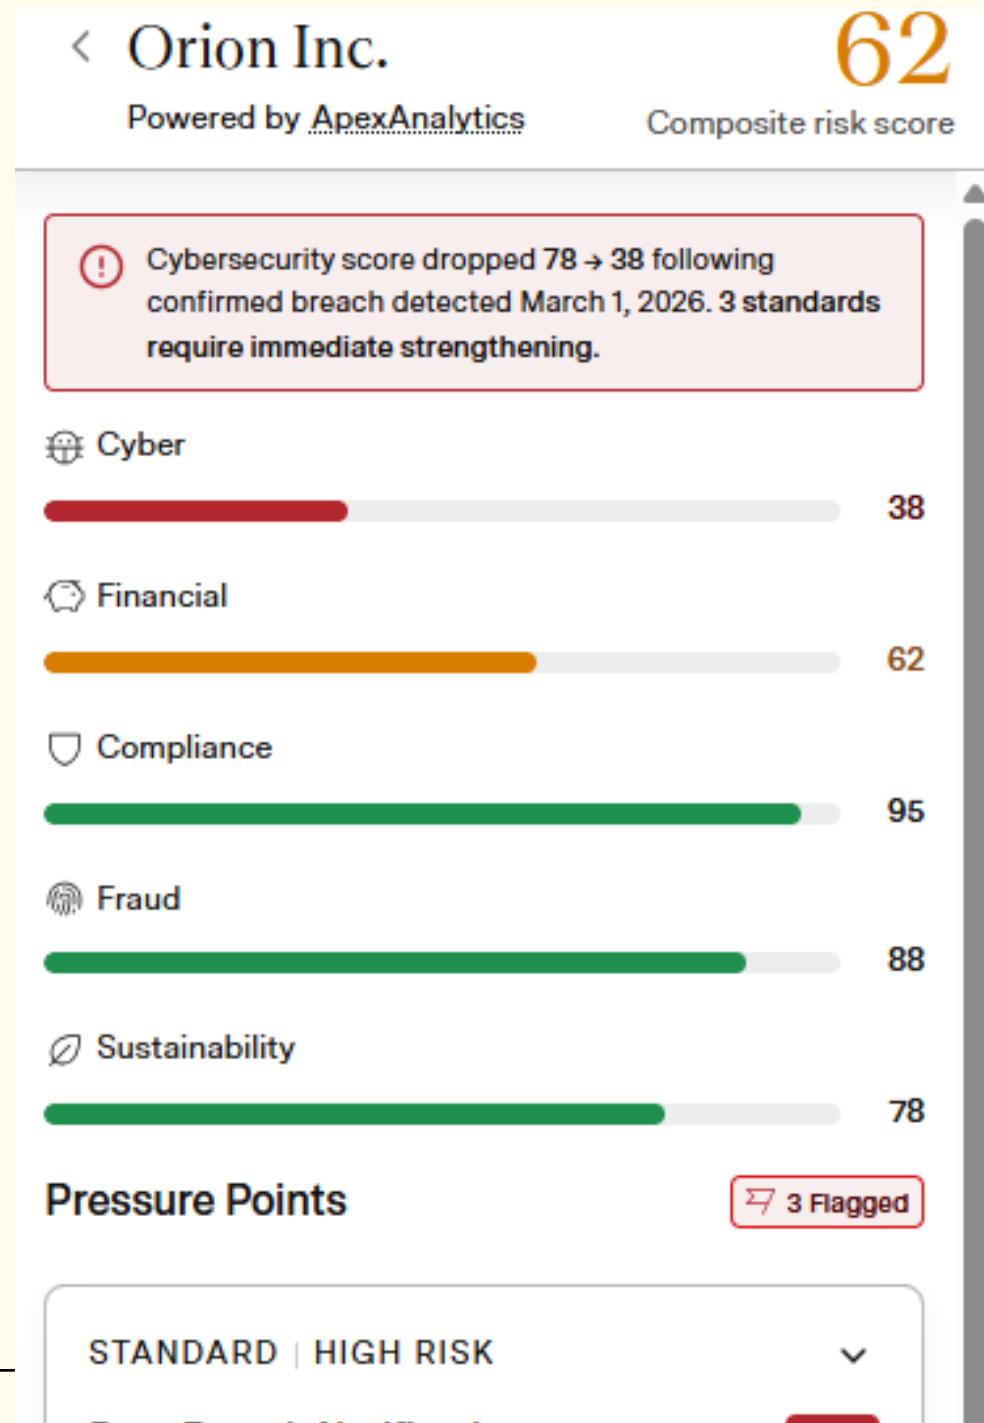 Orion Inc.
62
Powered by ApexAnalytics
Composite risk score
Cybersecurity score dropped 78 → 38 following
confirmed breach detected March 1, 2026. 3 standards
require immediate strengthening.
Cyber
38
Financial
62
Compliance
95
Fraud
88
Sustainability
78
Pressure Points
3 Flagged
STANDARD | HIGH RISK